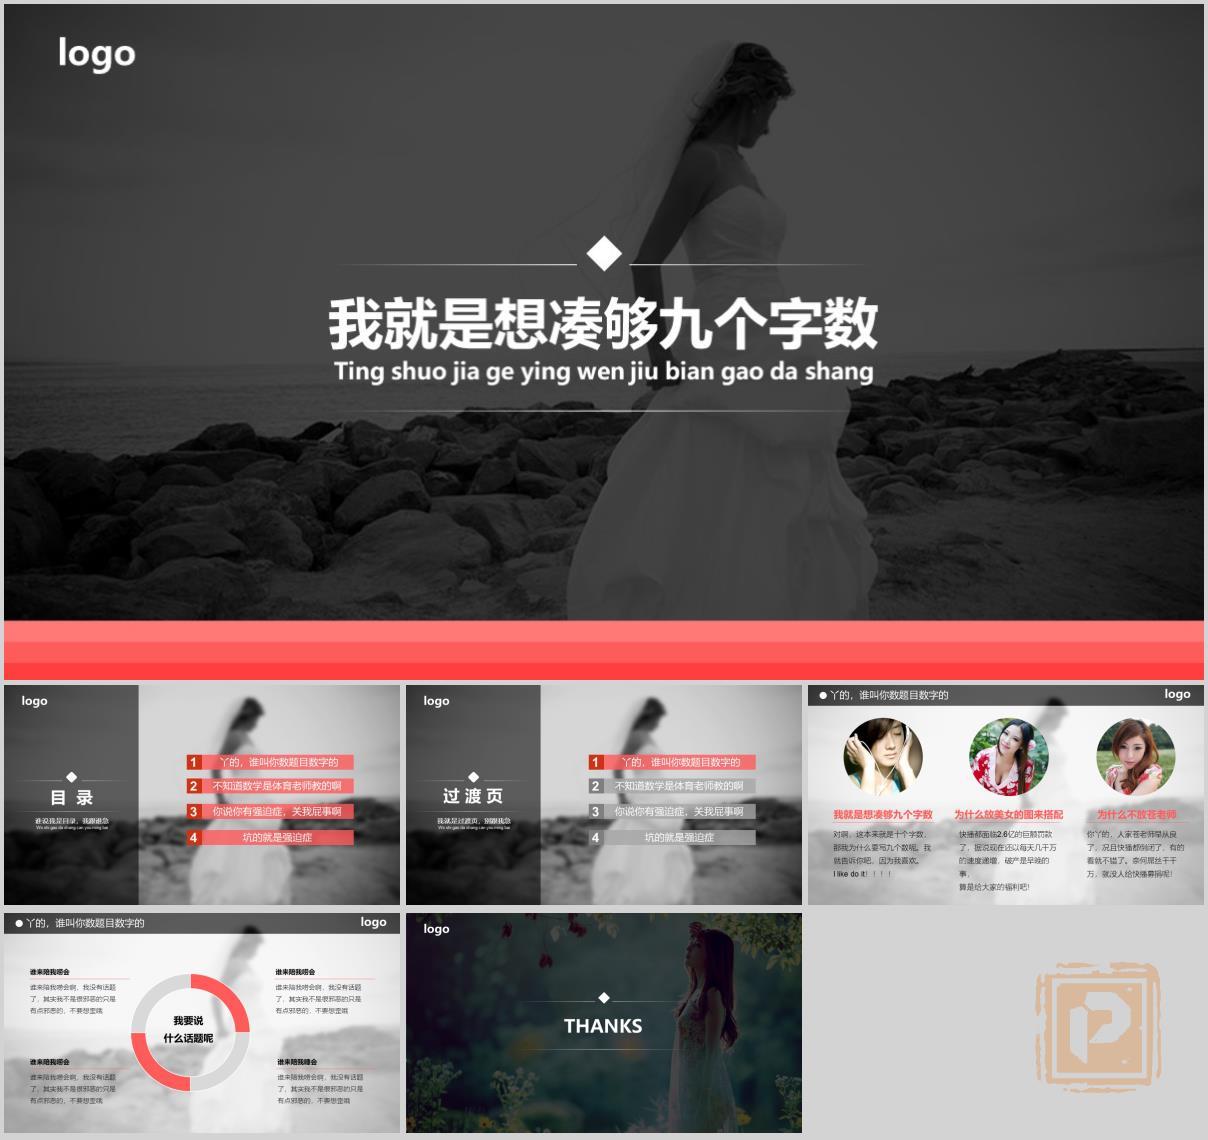 logo
我就是想凑够九个字数
Ting shuo jia ge ying wen jiu bian gao da shang
logo
目 录
谁说我是目录，我跟谁急
1 丫的，谁叫你数题目数字的
2 不知道数学是体育老师教的啊
3 你说你有强迫症，关我屁事啊
4 坑的就是强迫症
logo
过 渡 页
我就是过渡页，别跟我急
1 丫的，谁叫你数题目数字的
2 不知道数学是体育老师教的啊
3 你说你有强迫症，关我屁事啊
4 坑的就是强迫症
丫的，谁叫你数题目数字的
logo
我就是想凑够九个字数
对啊，这本来就是十个字数，
那我为什么要写九个数呢。我
就告诉你吧，因为我喜欢。
I like do it！！！！
为什么放美女的图来搭配
快播都面临2.6亿的巨额罚款
了，据说现在还以每天几千万
的速度递增，破产是早晚的
事，
算是给大家的福利吧！
为什么不放苍老师
你丫的，人家苍老师早从良
了，况且快播都倒闭了，有的
看就不错了。奈何屌丝千千
万，就没人给快播募捐呢！
丫的，谁叫你数题目数字的
logo
谁来陪我唠会
谁来陪我唠会啊，我没有话题
了，其实我不是很邪恶的只是
有点邪恶的，不要想歪哦
谁来陪我唠会
谁来陪我唠会啊，我没有话题
了，其实我不是很邪恶的只是
有点邪恶的，不要想歪哦
我要说
什么话题呢
谁来陪我唠会
谁来陪我唠会啊，我没有话题
了，其实我不是很邪恶的只是
有点邪恶的，不要想歪哦
谁来陪我唠会
谁来陪我唠会啊，我没有话题
了，其实我不是很邪恶的只是
有点邪恶的，不要想歪哦
logo
THANKS
P